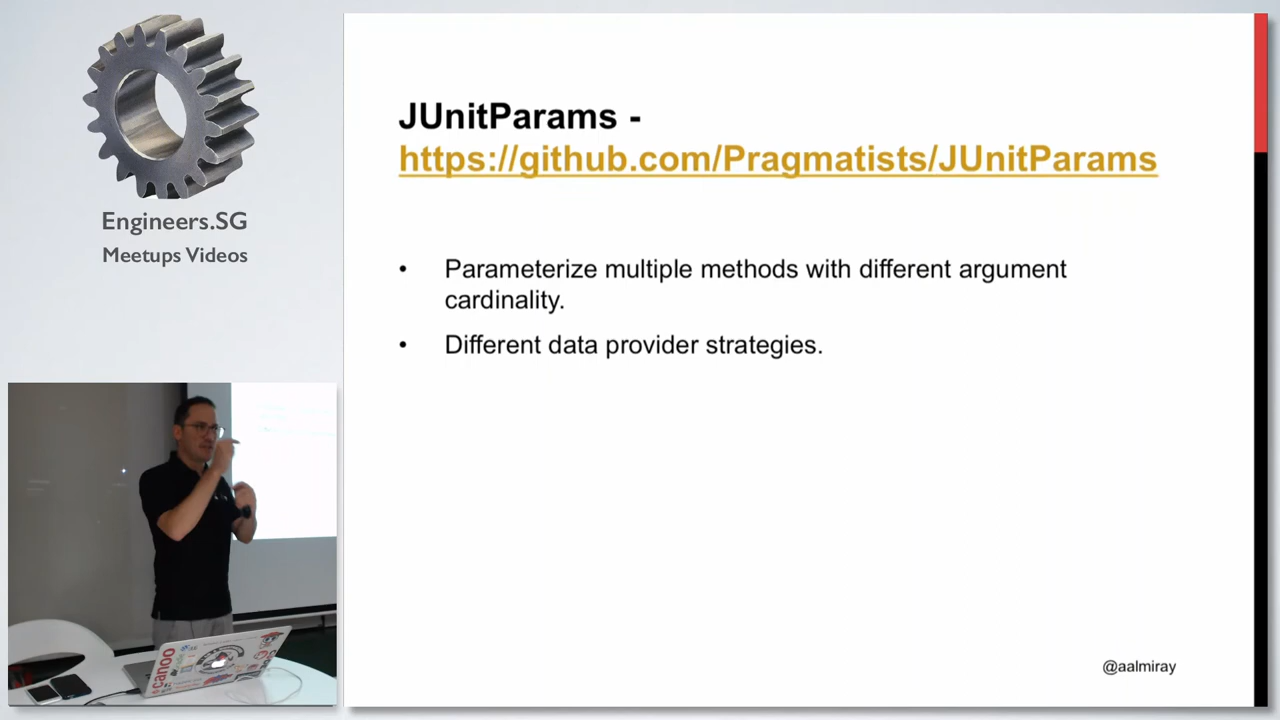 Engineers.SG
Meetups Videos
JUnitParams -
https://github.com/Pragmatists/JUnitParams
• Parameterize multiple methods with different argument
cardinality.
• Different data provider strategies.
@aalmiray
canoo